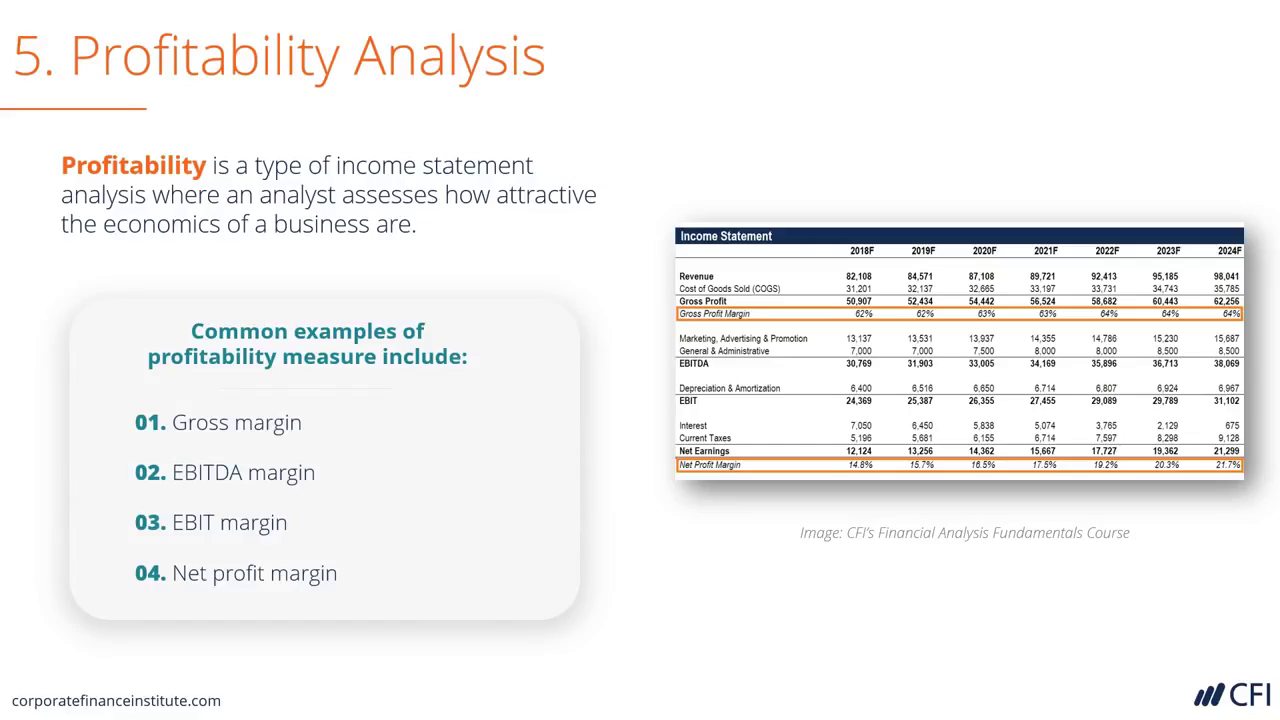 5. Profitability Analysis
Profitability is a type of income statement
analysis where an analyst assesses how attractive
the economics of a business are.
Common examples of
profitability measure include:
01. Gross margin
02. EBITDA margin
03. EBIT margin
04. Net profit margin
Income Statement
2018F 2019F 2020F 2021F 2022F 2023F 2024F
Revenue 82,108 84,571 87,108 89,721 92,413 95,185 98,041
Cost of Goods Sold (COGS) 31,201 32,137 32,665 33,197 33,731 34,743 35,785
Gross Profit 50,907 52,434 54,442 56,524 58,682 60,443 62,256
Gross Profit Margin 62% 62% 63% 63% 64% 64% 64%
Marketing, Advertising & Promotion 13,137 13,531 13,937 14,355 14,786 15,230 15,687
General & Administrative 7,000 7,000 7,500 8,000 8,000 8,500 8,500
EBITDA 30,769 31,903 33,005 34,169 35,896 36,713 38,069
Depreciation & Amortization 6,400 6,516 6,650 6,714 6,807 6,924 6,967
EBIT 24,369 25,387 26,355 27,455 29,089 29,789 31,102
Interest 7,050 6,450 5,838 5,074 3,765 2,129 675
Current Taxes 5,196 5,681 6,155 6,714 7,597 8,298 9,128
Net Earnings 12,124 13,256 14,362 15,667 17,727 19,362 21,299
Net Profit Margin 14.8% 15.7% 16.5% 17.5% 19.2% 20.3% 21.7%
Image: CFI's Financial Analysis Fundamentals Course
corporatefinanceinstitute.com
CFI